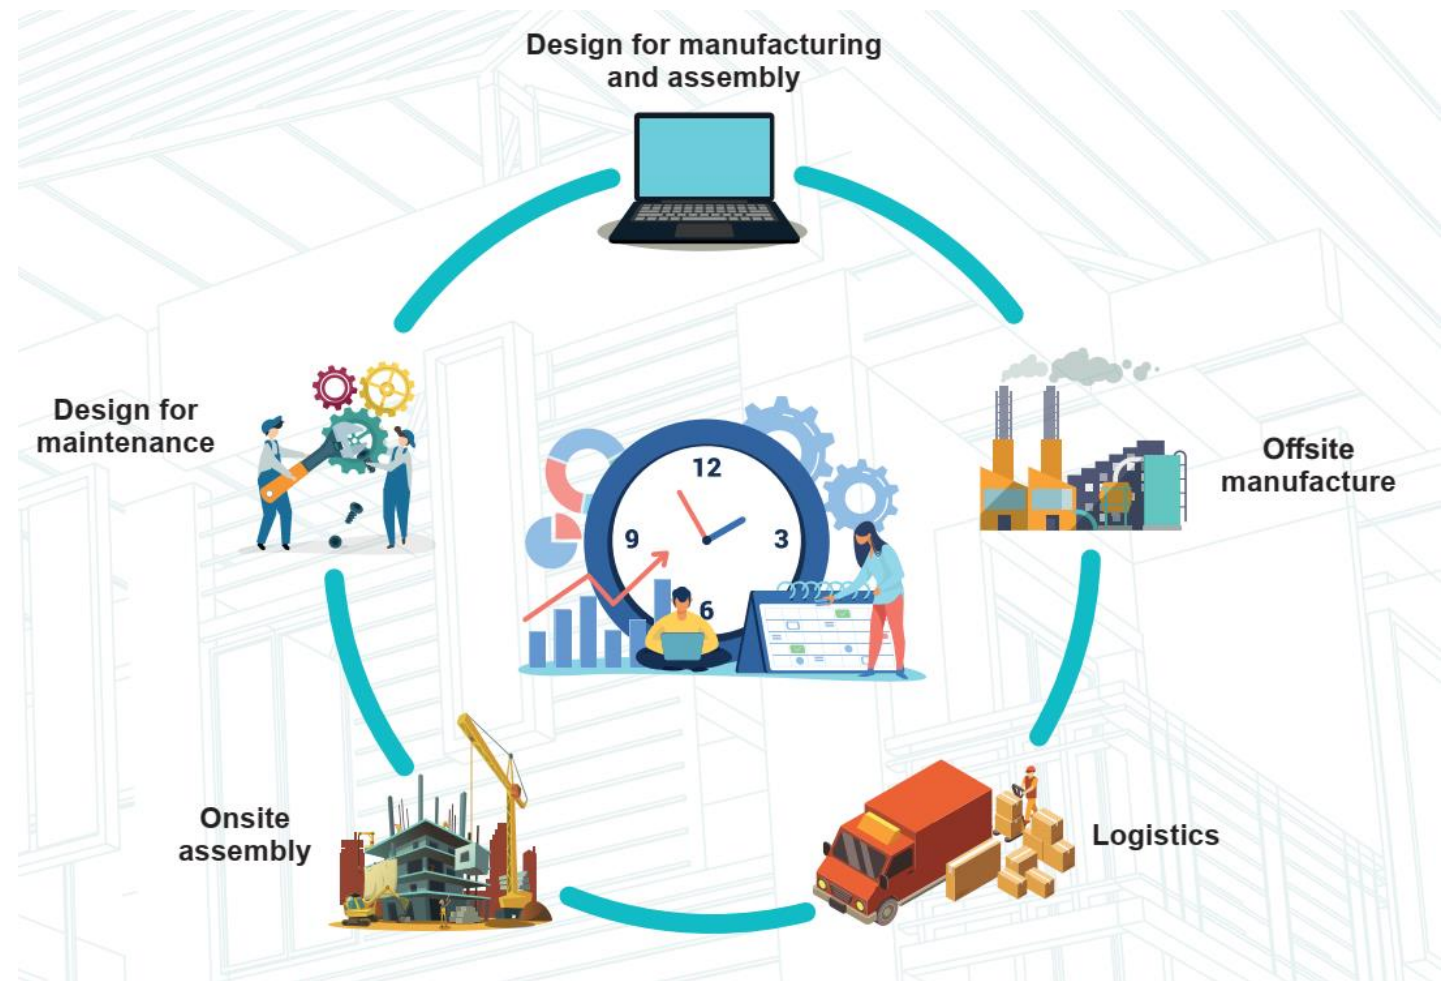 Design for manufacturing
and assembly
Design for
maintenance
Offsite
manufacture
12
9
3
6
Onsite
assembly
Logistics